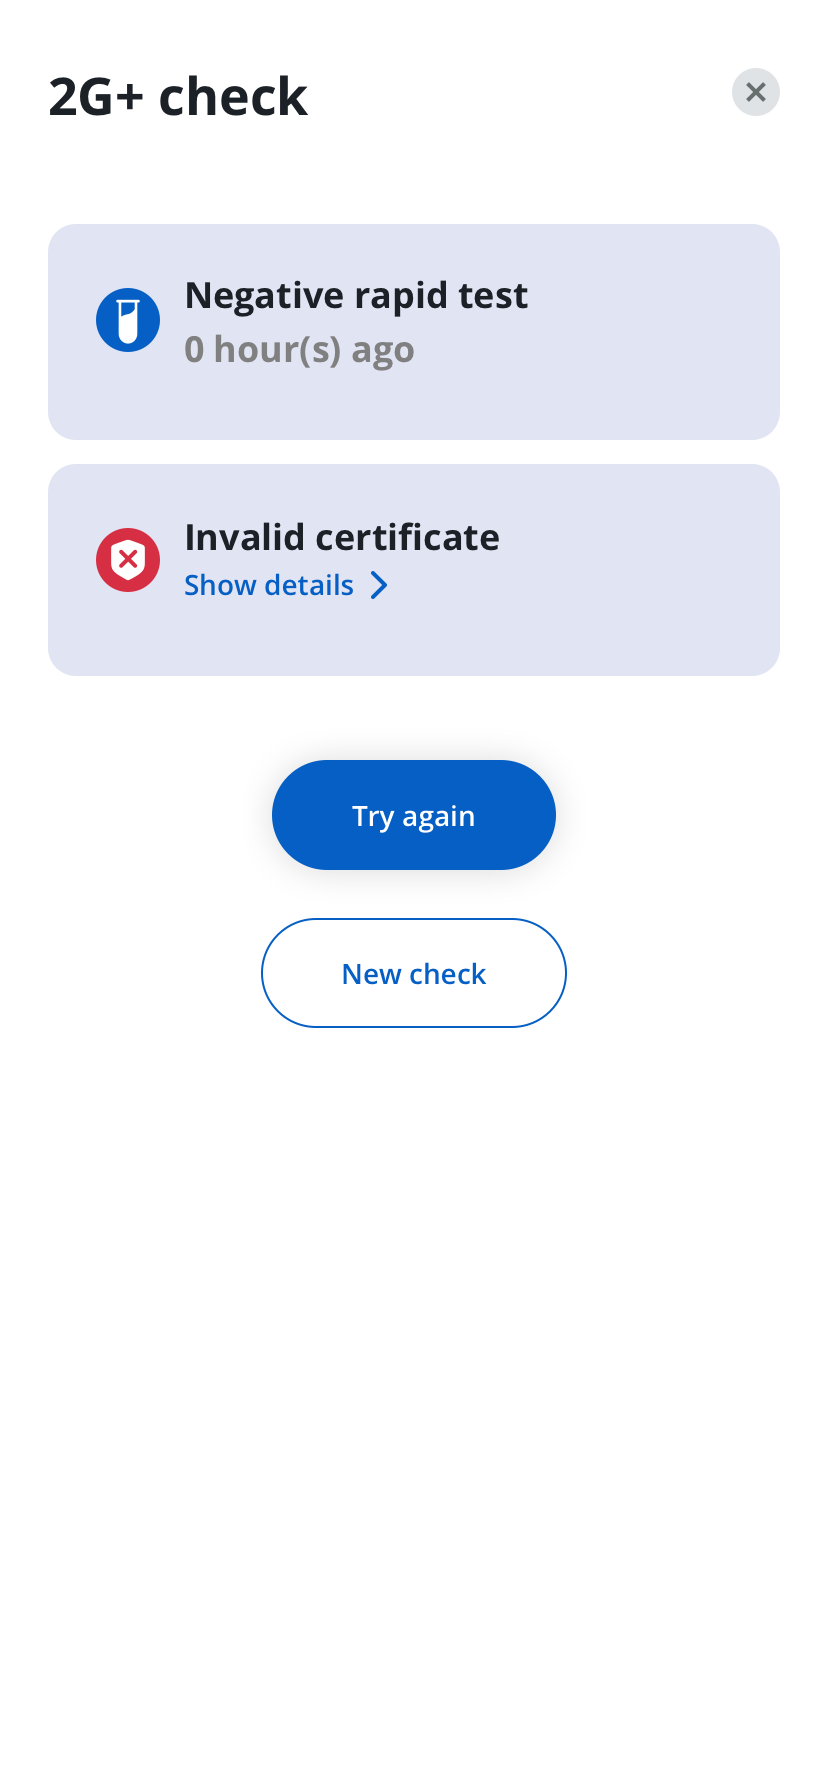 2G+ check
Negative rapid test
0 hour(s) ago
Invalid certificate
Show details
Try again
New check